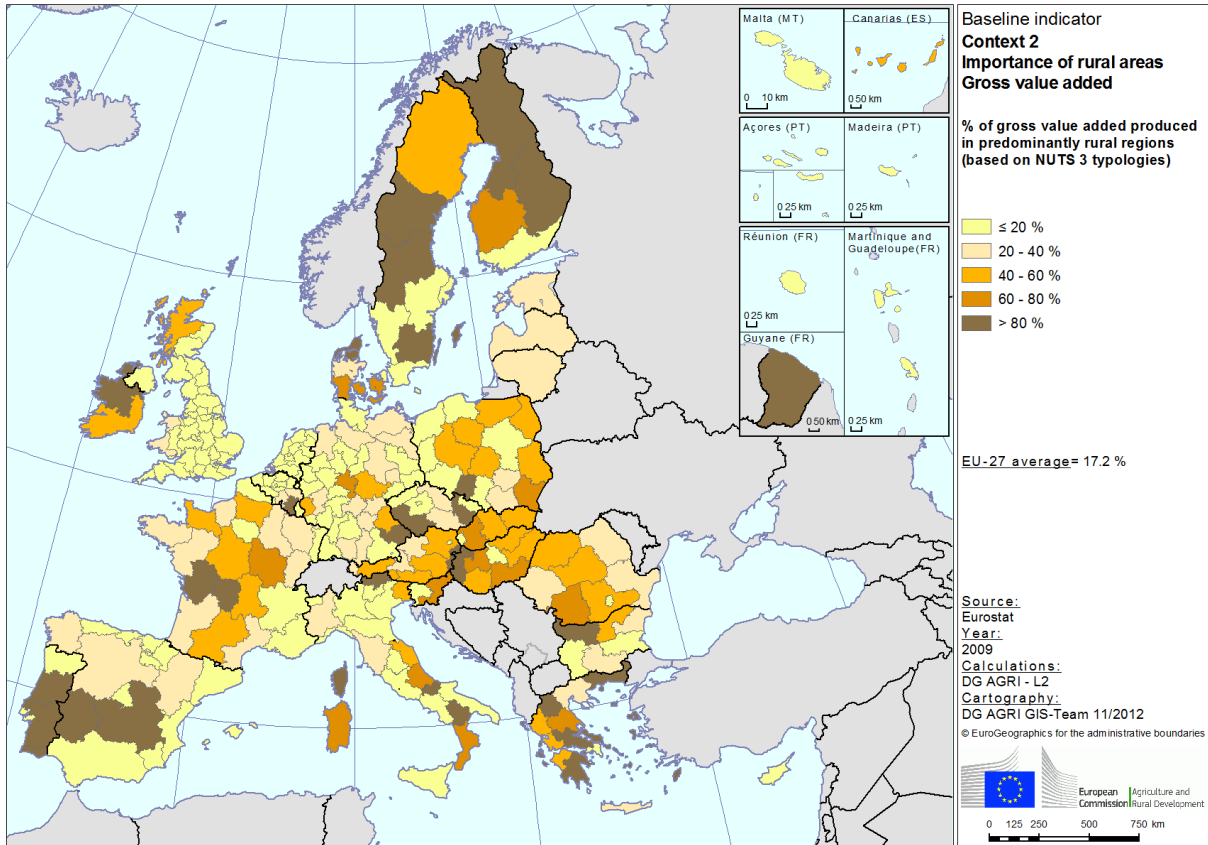 Malta (MT)
0 10 km
Canarias (ES)
0 50 km
Açores (PT)
0 25 km
Madeira (PT)
0 25 km
Réunion (FR)
0 25 km
Martinique and
Guadeloupe(FR)
0 25 km
Guyane (FR)
0 50 km
Baseline indicator
Context 2
Importance of rural areas
Gross value added
% of gross value added produced
in predominantly rural regions
(based on NUTS 3 typologies)
≤ 20 %
20 - 40 %
40 - 60 %
60 - 80 %
> 80 %
EU-27 average= 17.2 %
Source:
Eurostat
Year:
2009
Calculations:
DG AGRI - L2
Cartography:
DG AGRI GIS-Team 11/2012
© EuroGeographics for the administrative boundaries
European
Commission
Agriculture and
Rural Development
0 125 250 500 750 km